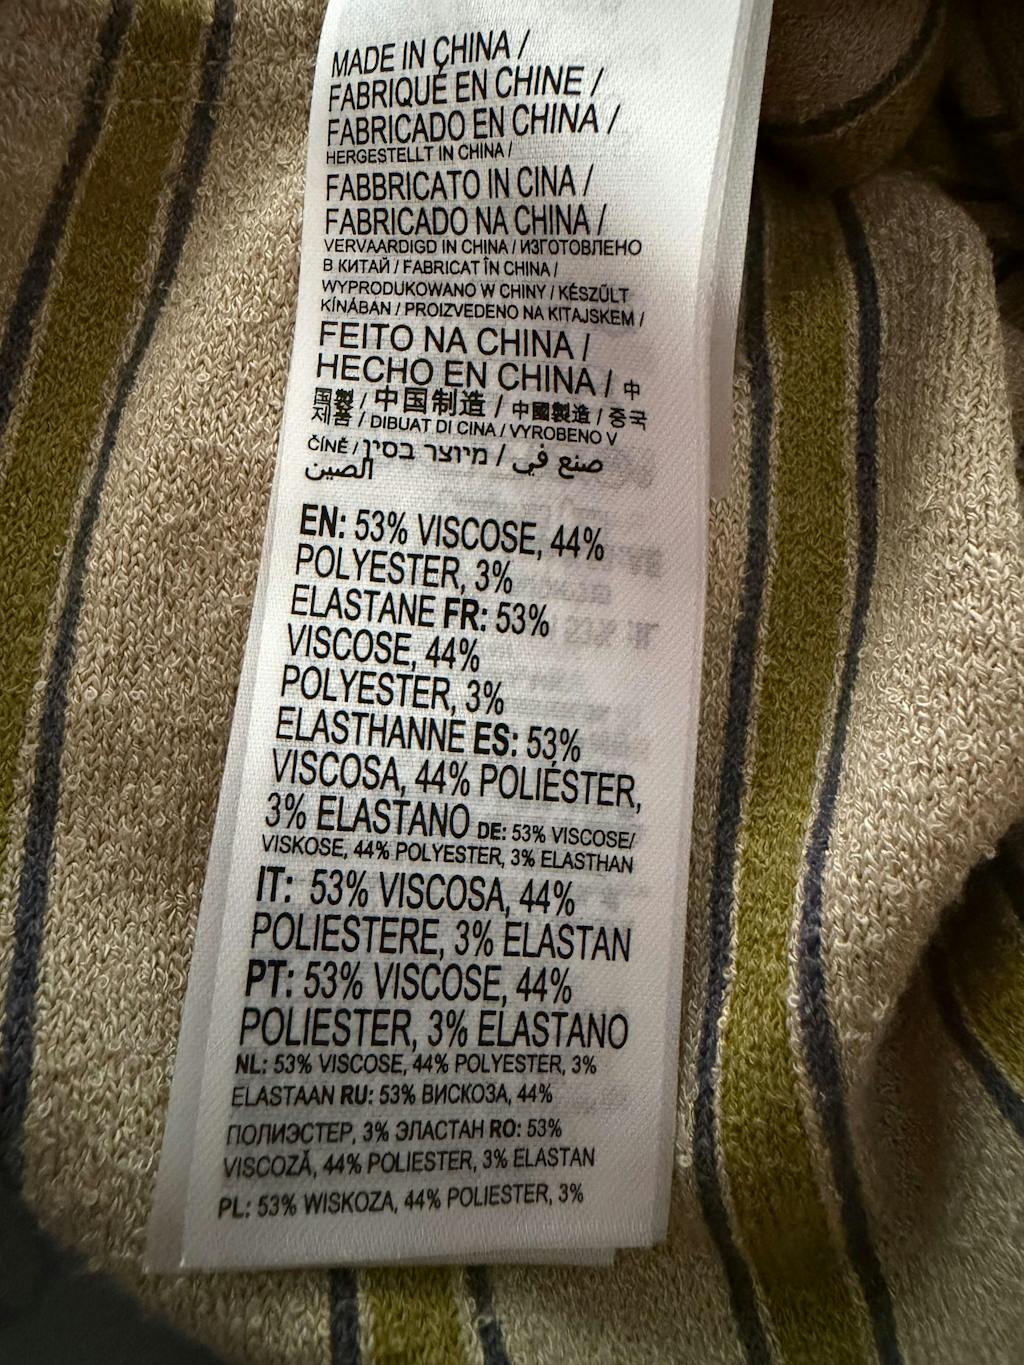 MADE IN CHINA /
FABRIQUÉ EN CHINE /
FABRICADO EN CHINA /
HERGESTELLT IN CHINA /
FABBRICATO IN CINA /
FABRICADO NA CHINA /
VERVAARDIGD IN CHINA / ИЗГОТОВЛЕНО
В КИТАЙ / FABRICAT ÎN CHINA /
WYPRODUKOWANO W CHINY / KÉSZÜLT
KÍNÁBAN / PROIZVEDENO NA KITAJSKEM /
FEITO NA CHINA /
HECHO EN CHINA / 中
国製 / 中国制造 / 中國製造 / 중국
제품 / DIBUAT DI CINA / VYROBENO V
ČÍNĚ / מיוצר בסין / صنع في
الصين
EN: 53% VISCOSE, 44%
POLYESTER, 3%
ELASTANE FR: 53%
VISCOSE, 44%
POLYESTER, 3%
ELASTHANNE ES: 53%
VISCOSA, 44% POLIÉSTER,
3% ELASTANO DE: 53% VISCOSE/
VISKOSE, 44% POLYESTER, 3% ELASTHAN
IT: 53% VISCOSA, 44%
POLIESTERE, 3% ELASTAN
PT: 53% VISCOSE, 44%
POLIESTER, 3% ELASTANO
NL: 53% VISCOSE, 44% POLYESTER, 3%
ELASTAAN RU: 53% ВИСКОЗА, 44%
ПОЛИЭСТЕР, 3% ЭЛАСТАН RO: 53%
VISCOZĂ, 44% POLIESTER, 3% ELASTAN
PL: 53% WISKOZA, 44% POLIESTER, 3%